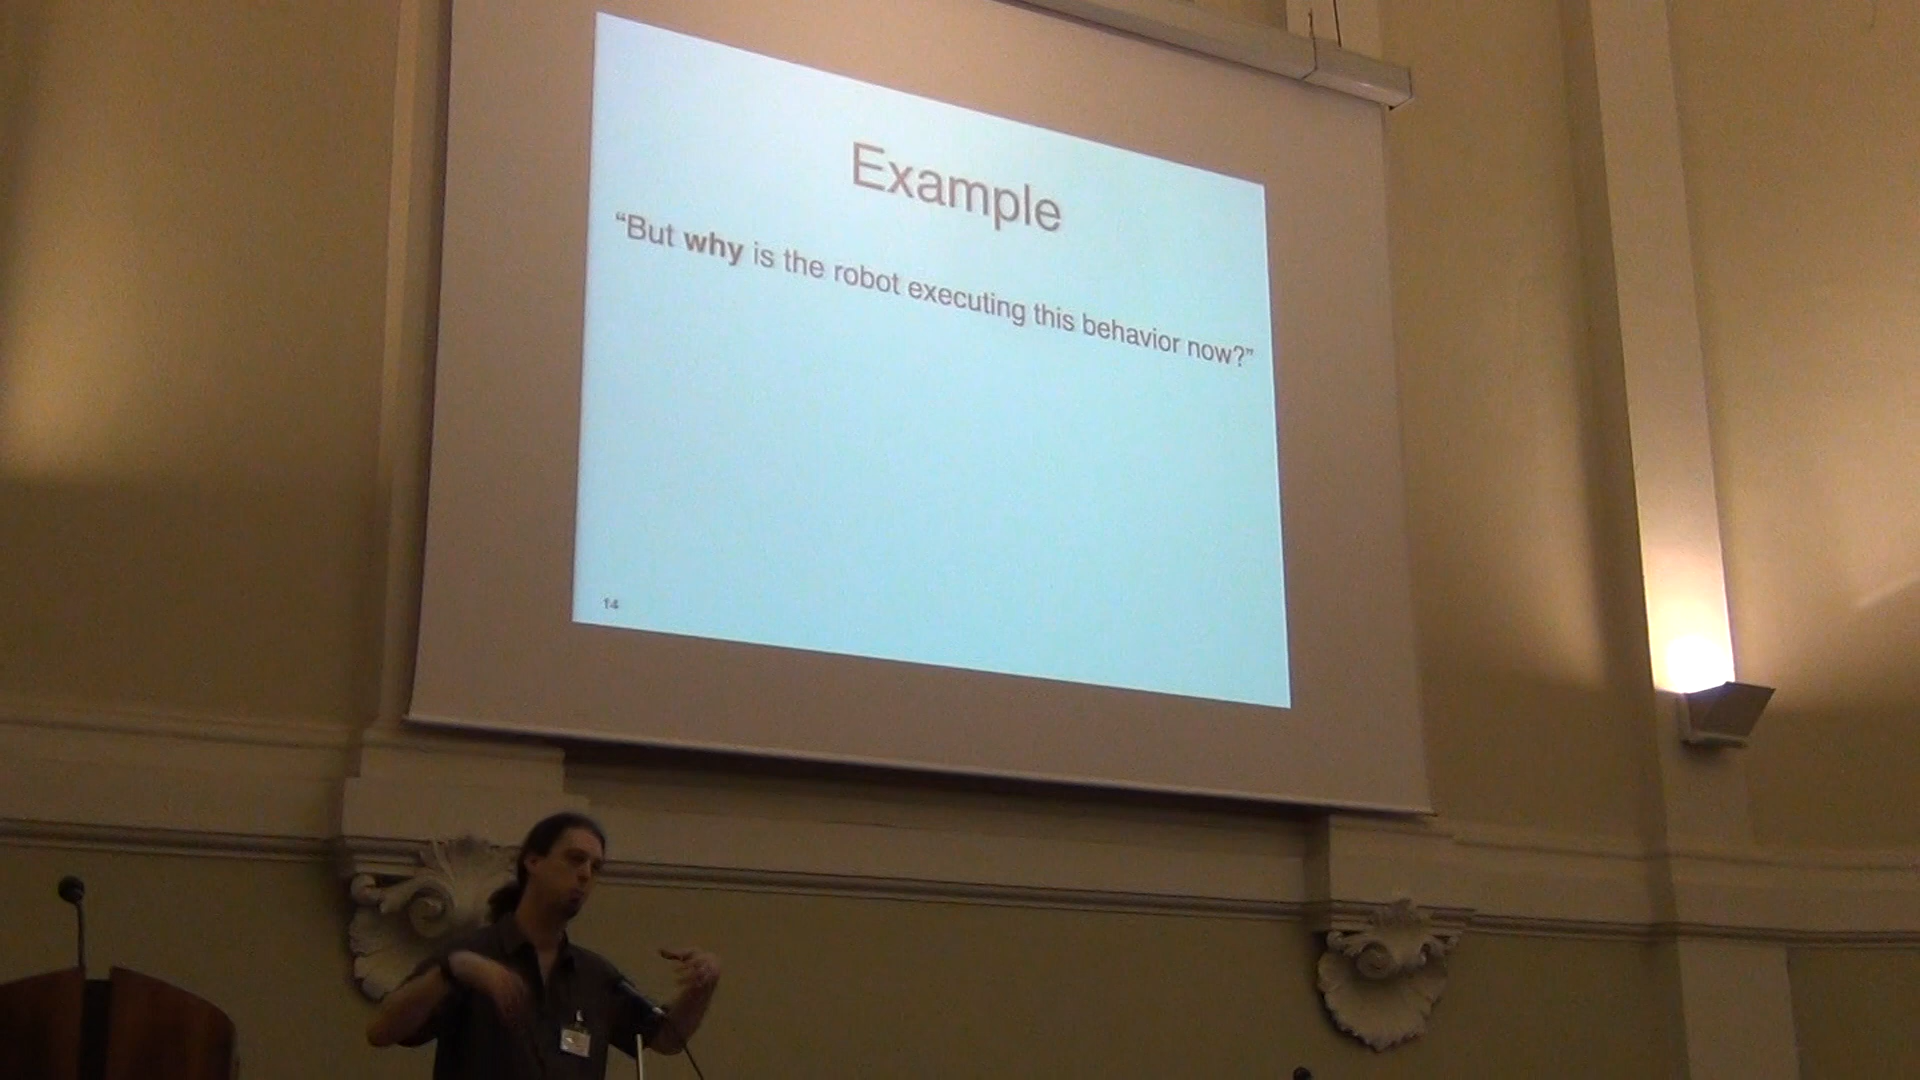 Example
“But why is the robot executing this behavior now?”
14